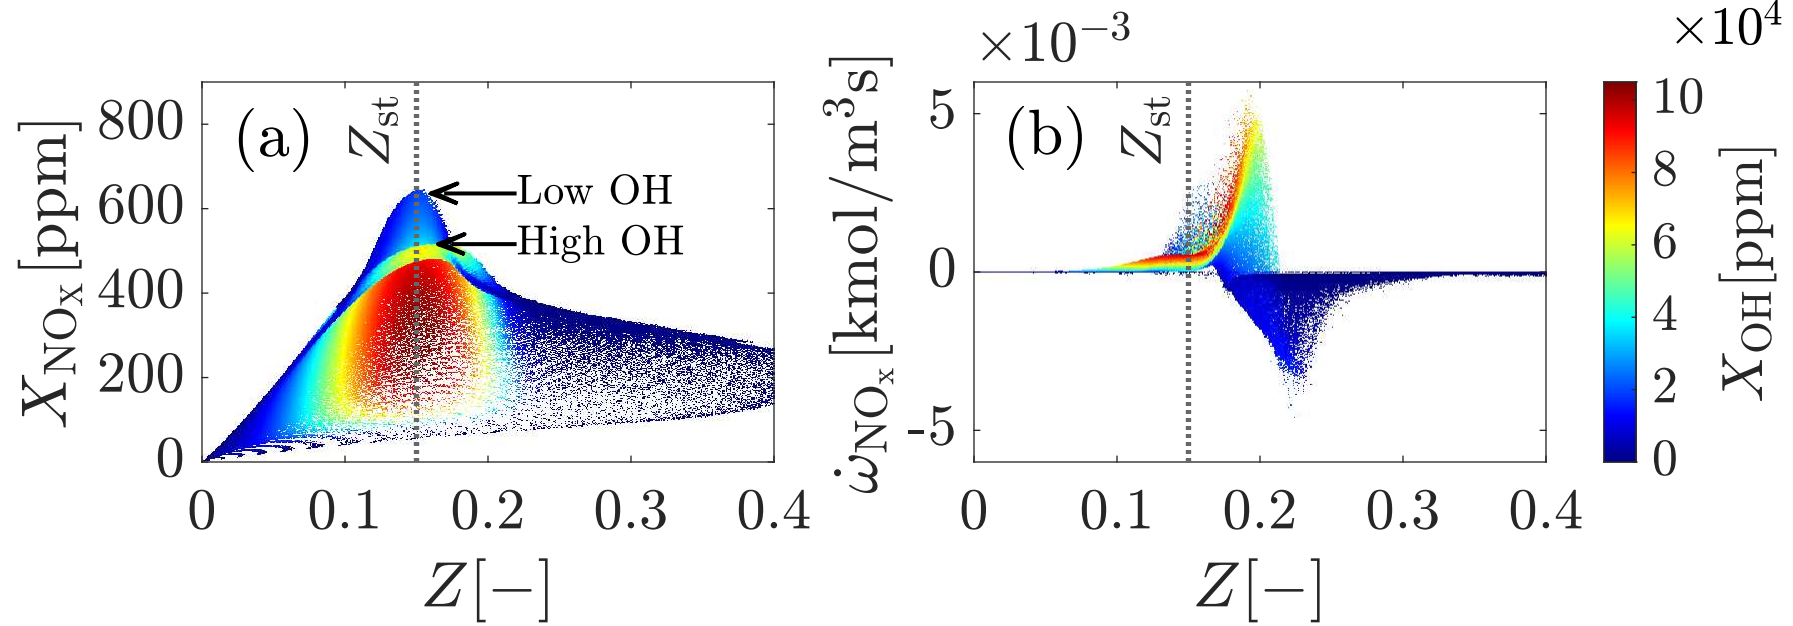 ×10⁴
×10⁻³
(a)
Z_st
Low OH
High OH
800
600
400
200
0
0 0.1 0.2 0.3 0.4
Z[−]
X_NOx[ppm]
(b)
Z_st
5
0
-5
0 0.1 0.2 0.3 0.4
Z[−]
ω̇_NOx[kmol/m³s]
10
8
6
4
2
0
X_OH[ppm]